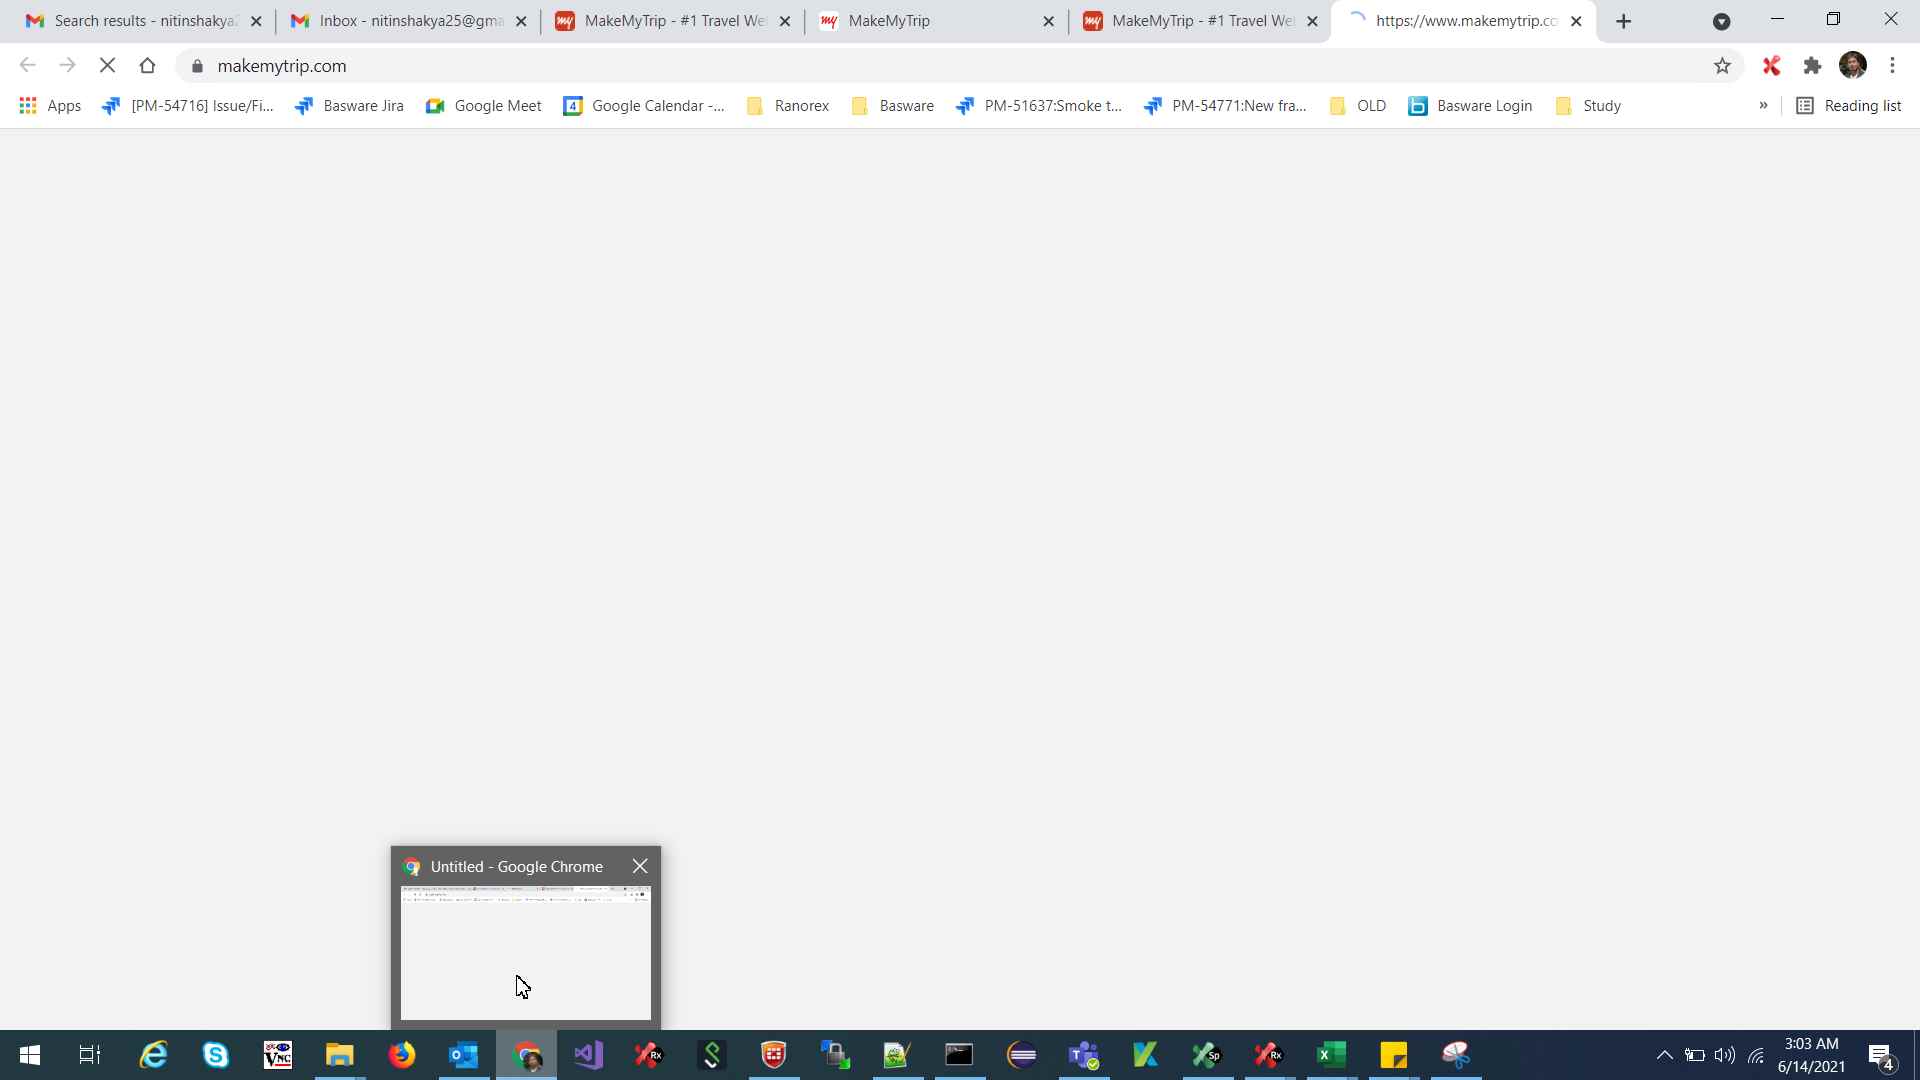 Search results - nitinshakya2
Inbox - nitinshakya25@gma
MakeMyTrip - #1 Travel We
MakeMyTrip
MakeMyTrip - #1 Travel We
https://www.makemytrip.co
makemytrip.com
Apps
[PM-54716] Issue/Fi...
Basware Jira
Google Meet
4
Google Calendar -...
Ranorex
Basware
PM-51637:Smoke t...
PM-54771:New fra...
OLD
Basware Login
Study
»
Reading list
Untitled - Google Chrome
3:03 AM
6/14/2021
4